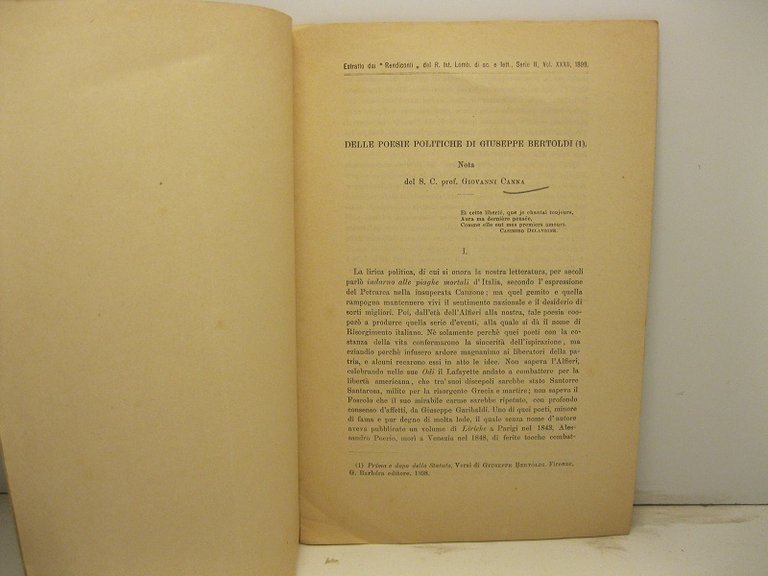 Estratto dai " Rendiconti „ del R. Ist. Lomb. di sc. e lett., Serie II, Vol. XXXII, 1899.
DELLE POESIE POLITICHE DI GIUSEPPE BERTOLDI (1).
Nota
del S. C. prof. GIOVANNI CANNA
Et cette liberté, que je chantai toujours,
Aura ma dernière pensée,
Comme elle eut mes premiers amours.
CASIMIRO DELAVIGNE.
I.
La lirica politica, di cui si onora la nostra letteratura, per secoli
parlò indarno alle piaghe mortali d'Italia, secondo l'espressione
del Petrarca nella insuperata Canzone; ma quel gemito e quella
rampogna mantennero vivi il sentimento nazionale e il desiderio di
sorti migliori. Poi, dall'età dell'Alfieri alla nostra, tale poesia coo-
però a produrre quella serie d'eventi, alla quale si dà il nome di
Risorgimento italiano. Nè solamente perchè quei poeti con la co-
stanza della vita confermarono la sincerità dell'ispirazione, ma
eziandio perchè infusero ardore magnanimo ai liberatori della pa-
tria, e alcuni recarono essi in atto le idee. Non sapeva l'Alfieri,
celebrando nelle sue Odi il Lafayette andato a combattere per la
libertà americana, che tra' suoi discepoli sarebbe stato Santorre
Santarosa, milite per la risorgente Grecia e martire; non sapeva il
Foscolo che il suo mirabile carme sarebbe ripetuto, con profondo
consenso d'affetti, da Giuseppe Garibaldi. Uno di quei poeti, minore
di fama e pur degno di molta lode, il quale senza nome d'autore
aveva pubblicato un volume di Liriche a Parigi nel 1843, Ales-
sandro Poerio, morì a Venezia nel 1848, di ferite tocche combat-
(1) Prima e dopo dello Statuto, Versi di GIUSEPPE BERTOLDI. Firenze,
G. Barbèra editore, 1898.